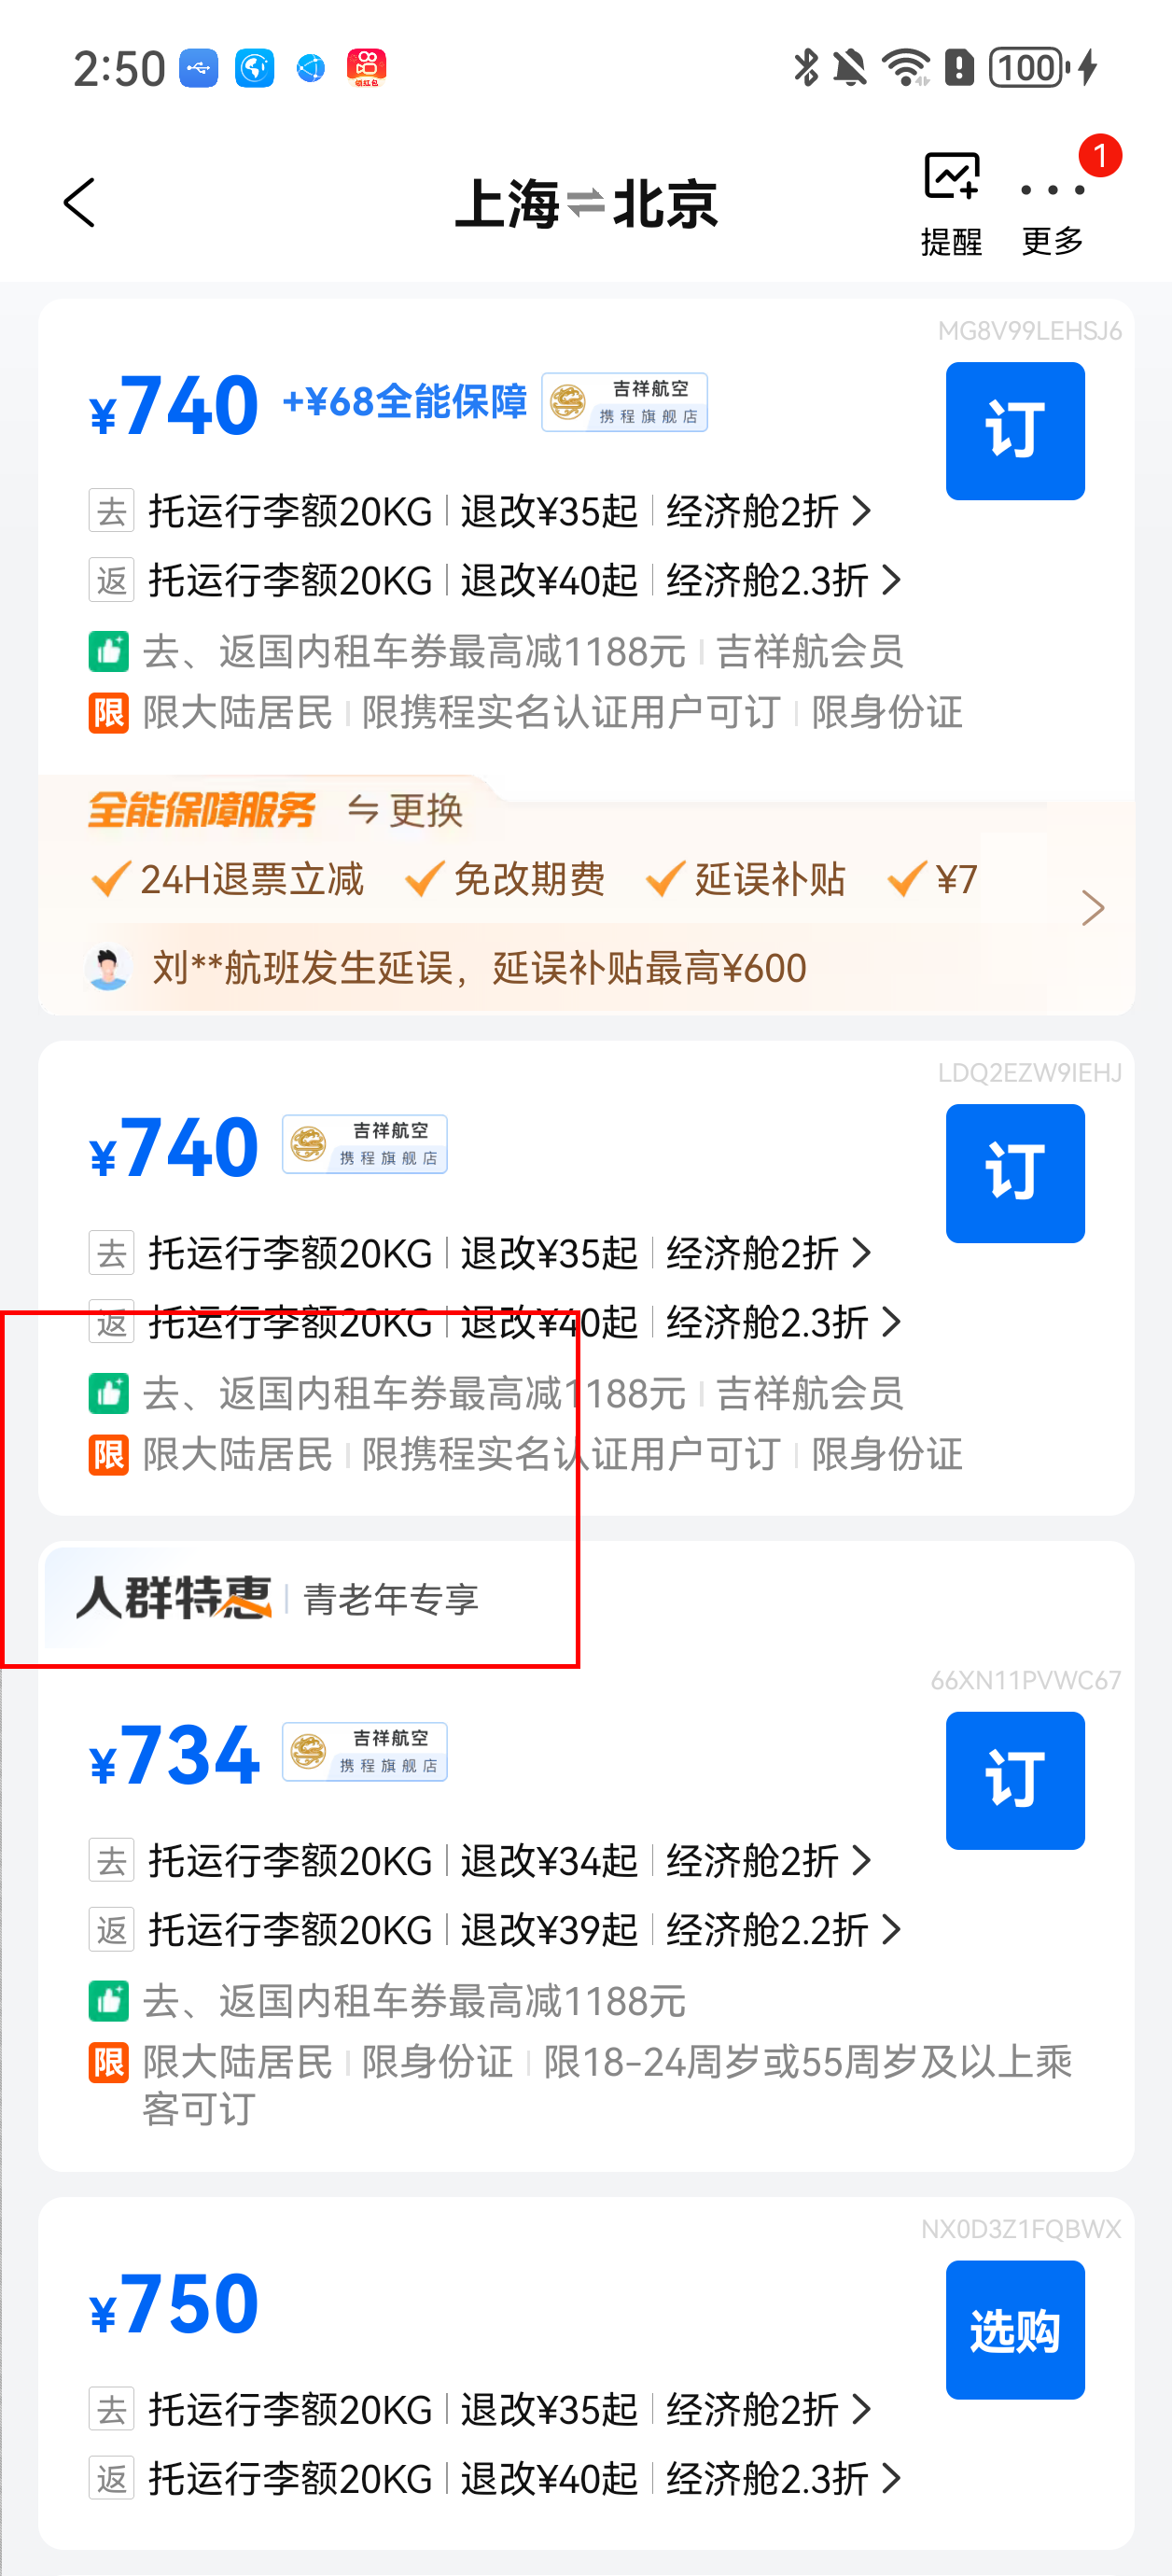 2:50
领红包
100
上海⇌北京
提醒
更多
1
MG8V99LEHSJ6
¥740 +¥68全能保障 吉祥航空 携程旗舰店
订
去 托运行李额20KG | 退改¥35起 | 经济舱2折 >
返 托运行李额20KG | 退改¥40起 | 经济舱2.3折 >
去、返国内租车券最高减1188元 | 吉祥航会员
限 限大陆居民 | 限携程实名认证用户可订 | 限身份证
全能保障服务 ⇋更换
24H退票立减 免改期费 延误补贴 ¥7
刘**航班发生延误，延误补贴最高¥600
LDQ2EZW9IEHJ
¥740 吉祥航空 携程旗舰店
订
去 托运行李额20KG | 退改¥35起 | 经济舱2折 >
返 托运行李额20KG | 退改¥40起 | 经济舱2.3折 >
去、返国内租车券最高减1188元 | 吉祥航会员
限 限大陆居民 | 限携程实名认证用户可订 | 限身份证
人群特惠 | 青老年专享
66XN11PVWC67
¥734 吉祥航空 携程旗舰店
订
去 托运行李额20KG | 退改¥34起 | 经济舱2折 >
返 托运行李额20KG | 退改¥39起 | 经济舱2.2折 >
去、返国内租车券最高减1188元
限 限大陆居民 | 限身份证 | 限18-24周岁或55周岁及以上乘
客可订
NX0D3Z1FQBWX
¥750
选购
去 托运行李额20KG | 退改¥35起 | 经济舱2折 >
返 托运行李额20KG | 退改¥40起 | 经济舱2.3折 >